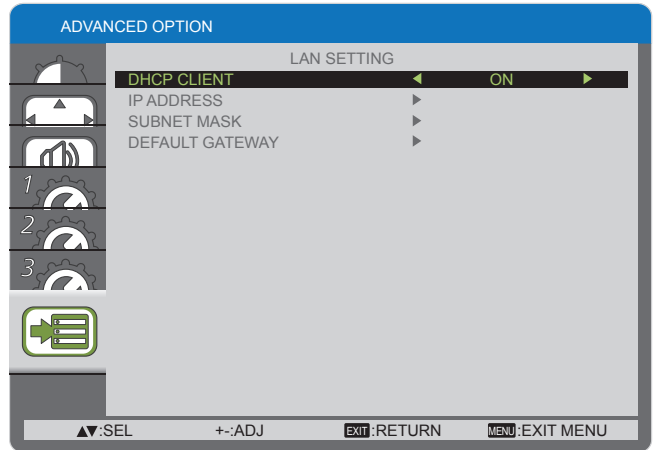 ADVANCED OPTION
LAN SETTING
DHCP CLIENT ◀ ON ▶
IP ADDRESS ▶
SUBNET MASK ▶
DEFAULT GATEWAY ▶
1
2
3
▲▼:SEL +-:ADJ EXIT:RETURN MENU:EXIT MENU